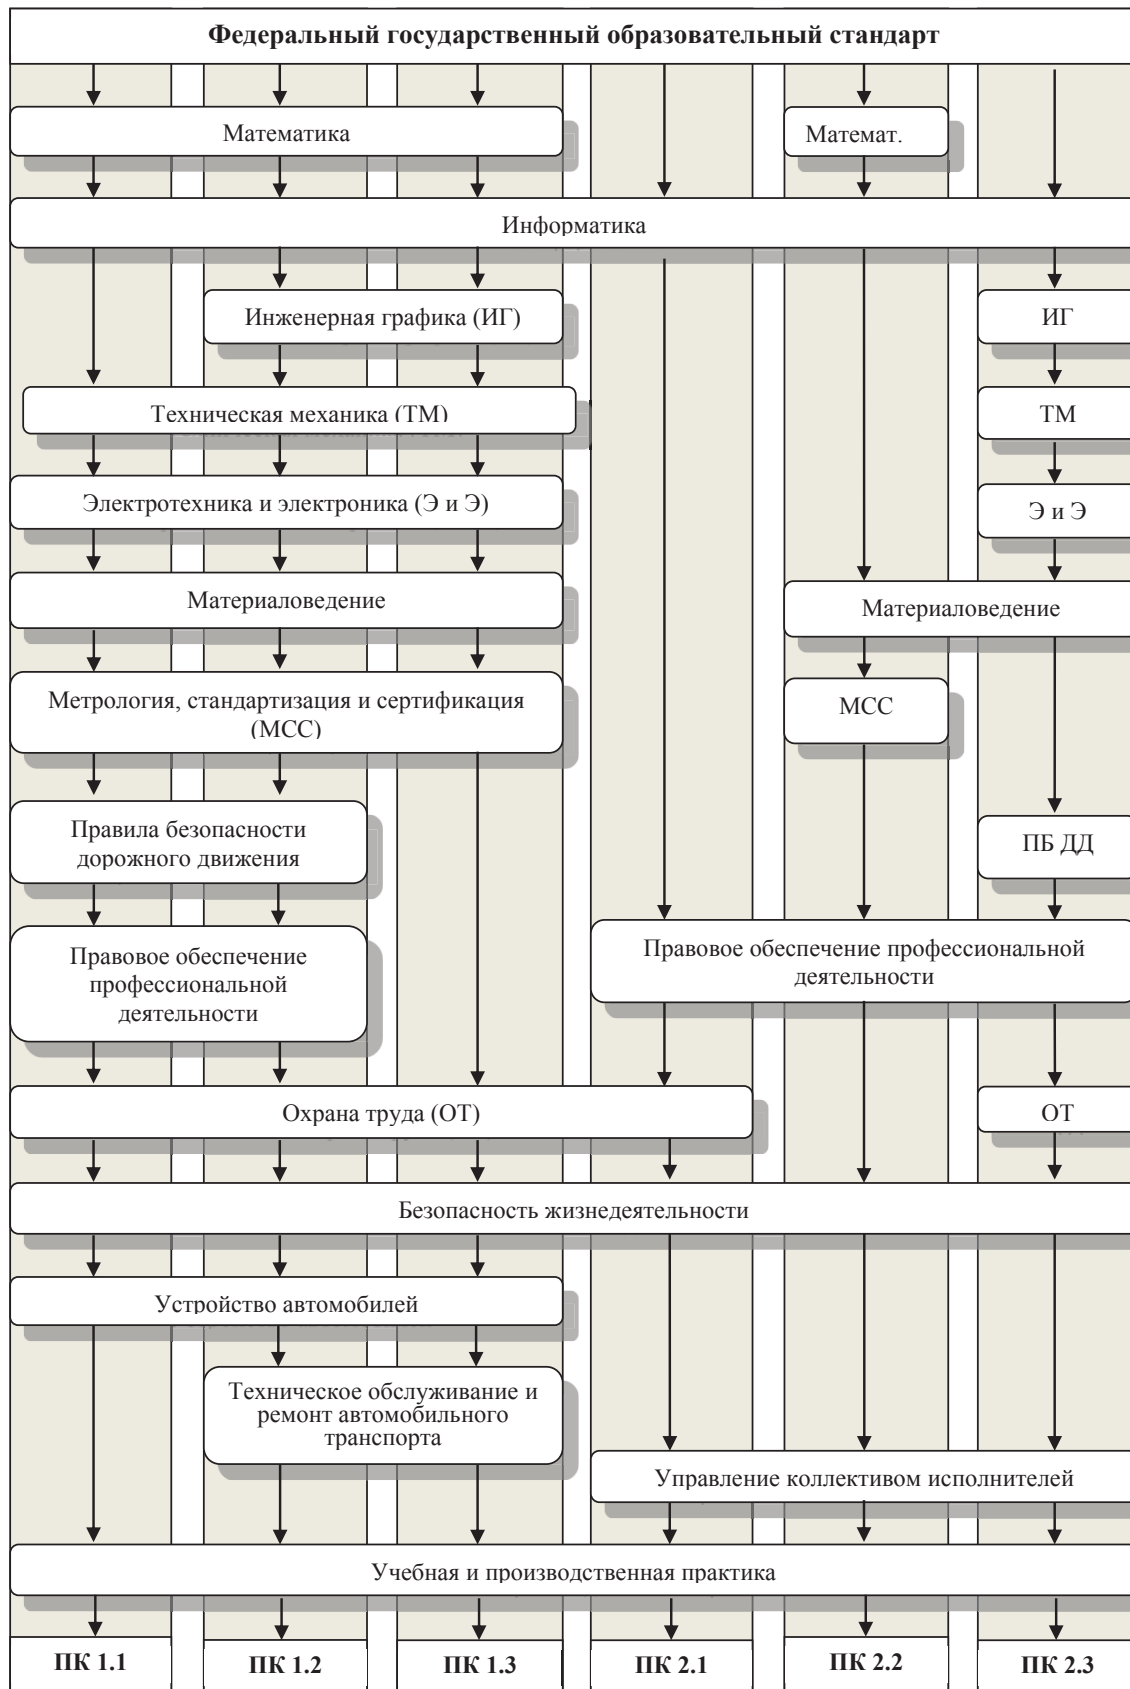 Федеральный государственный образовательный стандарт
Математика
Математ.
Информатика
Инженерная графика (ИГ)
ИГ
Техническая механика (ТМ)
ТМ
Электротехника и электроника (Э и Э)
Э и Э
Материаловедение
Материаловедение
Метрология, стандартизация и сертификация
(МСС)
МСС
Правила безопасности
дорожного движения
ПБ ДД
Правовое обеспечение
профессиональной
деятельности
Правовое обеспечение профессиональной
деятельности
Охрана труда (ОТ)
ОТ
Безопасность жизнедеятельности
Устройство автомобилей
Техническое обслуживание и
ремонт автомобильного
транспорта
Управление коллективом исполнителей
Учебная и производственная практика
ПК 1.1
ПК 1.2
ПК 1.3
ПК 2.1
ПК 2.2
ПК 2.3